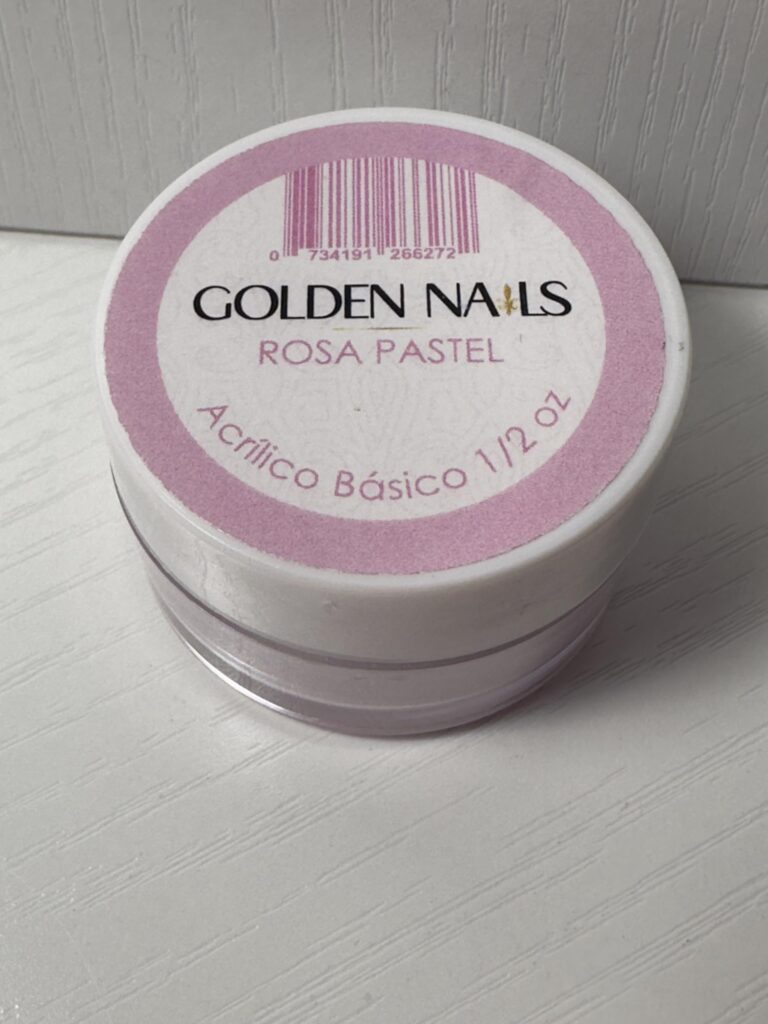 0 734191 266272
GOLDEN NAILS
ROSA PASTEL
Acrílico Básico 1/2 oz